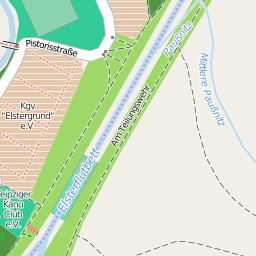 Pistorisstraße
Paußnitz
Mittlere Paußnitz
Kgv
"Elstergrund"
e.V.
Am Teilungswehr
Elsterflutbett
Leipziger
Kanu
Club
e.V.